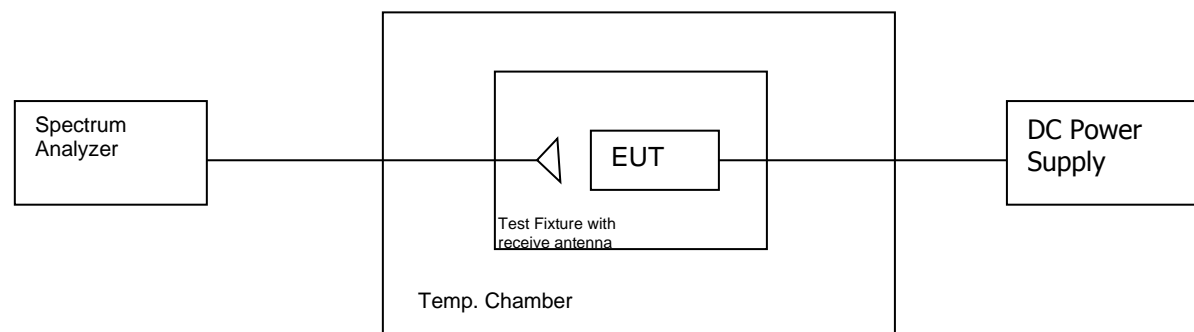 Spectrum
Analyzer
EUT
Test Fixture with
receive antenna
Temp. Chamber
DC Power
Supply